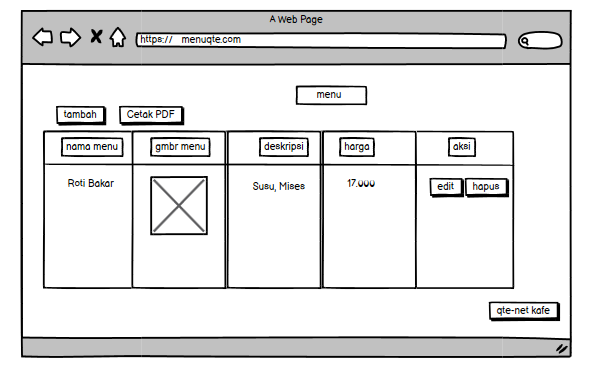 A Web Page
https:// menuqte.com
menu
tambah Cetak PDF
nama menu gmbr menu deskripsi harga aksi
Roti Bakar Susu, Mises 17.000 edit hapus
qte-net kafe